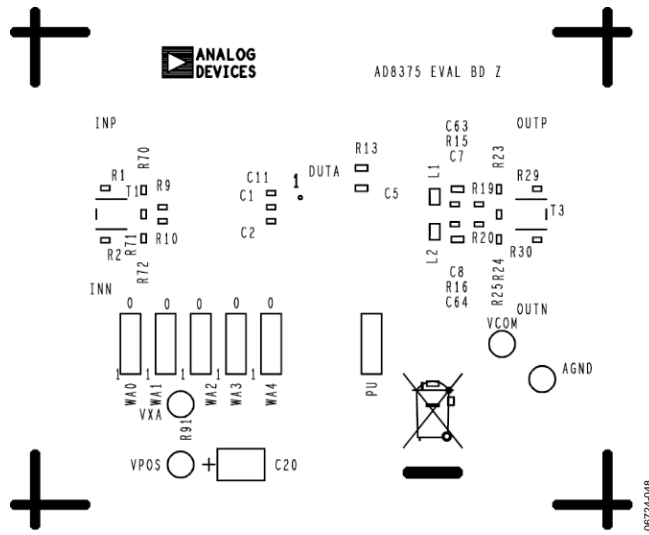 ANALOG
DEVICES
AD8375 EVAL BD Z
INP
R70
C63
R15
C7
OUTP
R23
R13
R1
T1
R9
C11
C1
1
DUTA
C5
L1
R19
R29
T3
C2
R2
R71
R10
R72
L2
R20
R30
INN
C8
R16
C64
R25
R24
OUTN
VCOM
0
0
0
0
0
1
1
1
1
1
WA0
WA1
WA2
WA3
WA4
PU
AGND
VXA
R91
VPOS
+
C20
06724-048